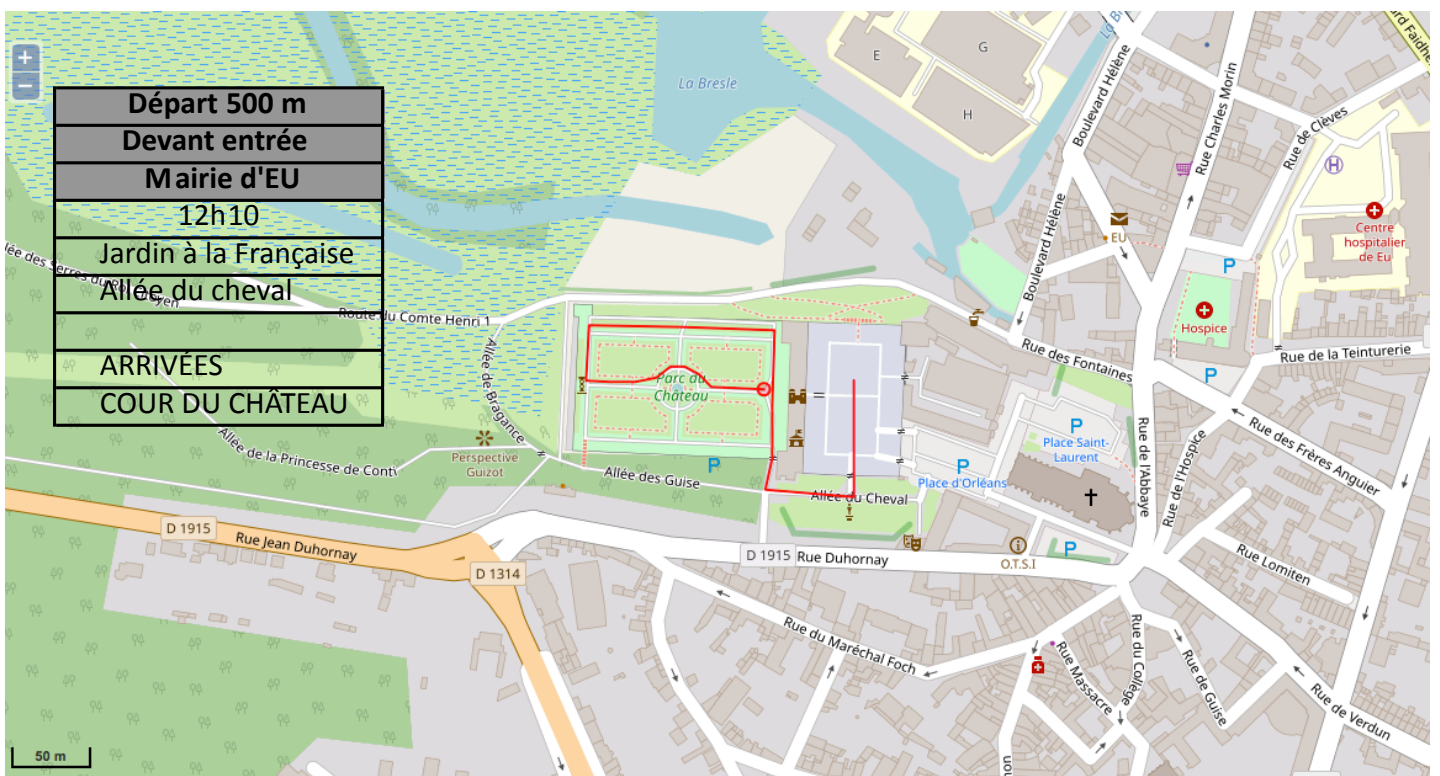 +
−
Départ 500 m
Devant entrée
Mairie d'EU
12h10
Jardin à la Française
Allée du cheval
ARRIVÉES
COUR DU CHÂTEAU
La Bresle
E
G
H
Boulevard Hélène
Boulevard Hélène
Rue Charles Morin
Rue de Clèves
H
EU
P
Centre
hospitalier
de Eu
Hospice
Route du Comte Henri 1
Rue des Fontaines
Rue de la Teinturerie
P
Allée de Bragance
Parc au
Château
P
Place Saint-
Laurent
Rue de l'Abbaye
Rue de l'Hospice
Rue des Frères Anguier
Allée de la Princesse de Conti
Perspective
Guizot
P
Allée des Guise
Allée du Cheval
P
Place d'Orléans
D 1915
Rue Jean Duhornay
D 1314
D 1915
Rue Duhornay
O.T.S.I
P
Rue Lomiten
Rue du Maréchal Foch
Rue Massacre
Rue du Collège
Rue de Guise
Rue de Verdun
50 m